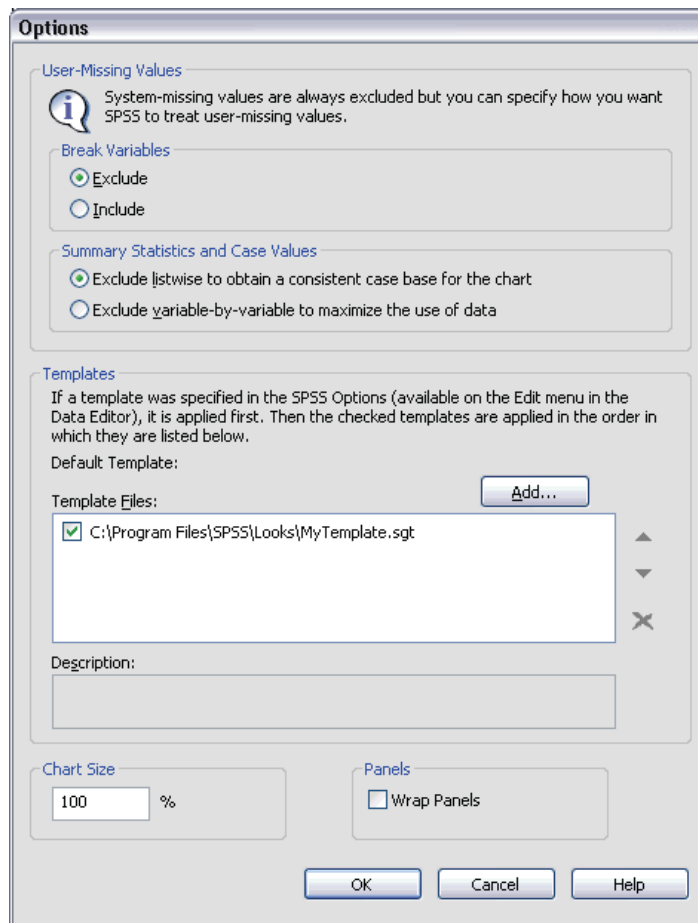 Options
User-Missing Values
System-missing values are always excluded but you can specify how you want
SPSS to treat user-missing values.
Break Variables
Exclude
Include
Summary Statistics and Case Values
Exclude listwise to obtain a consistent case base for the chart
Exclude variable-by-variable to maximize the use of data
Templates
If a template was specified in the SPSS Options (available on the Edit menu in the
Data Editor), it is applied first. Then the checked templates are applied in the order in
which they are listed below.
Default Template:
Add...
Template Files:
C:\Program Files\SPSS\Looks\MyTemplate.sgt
Description:
Chart Size
100 %
Panels
Wrap Panels
OK Cancel Help